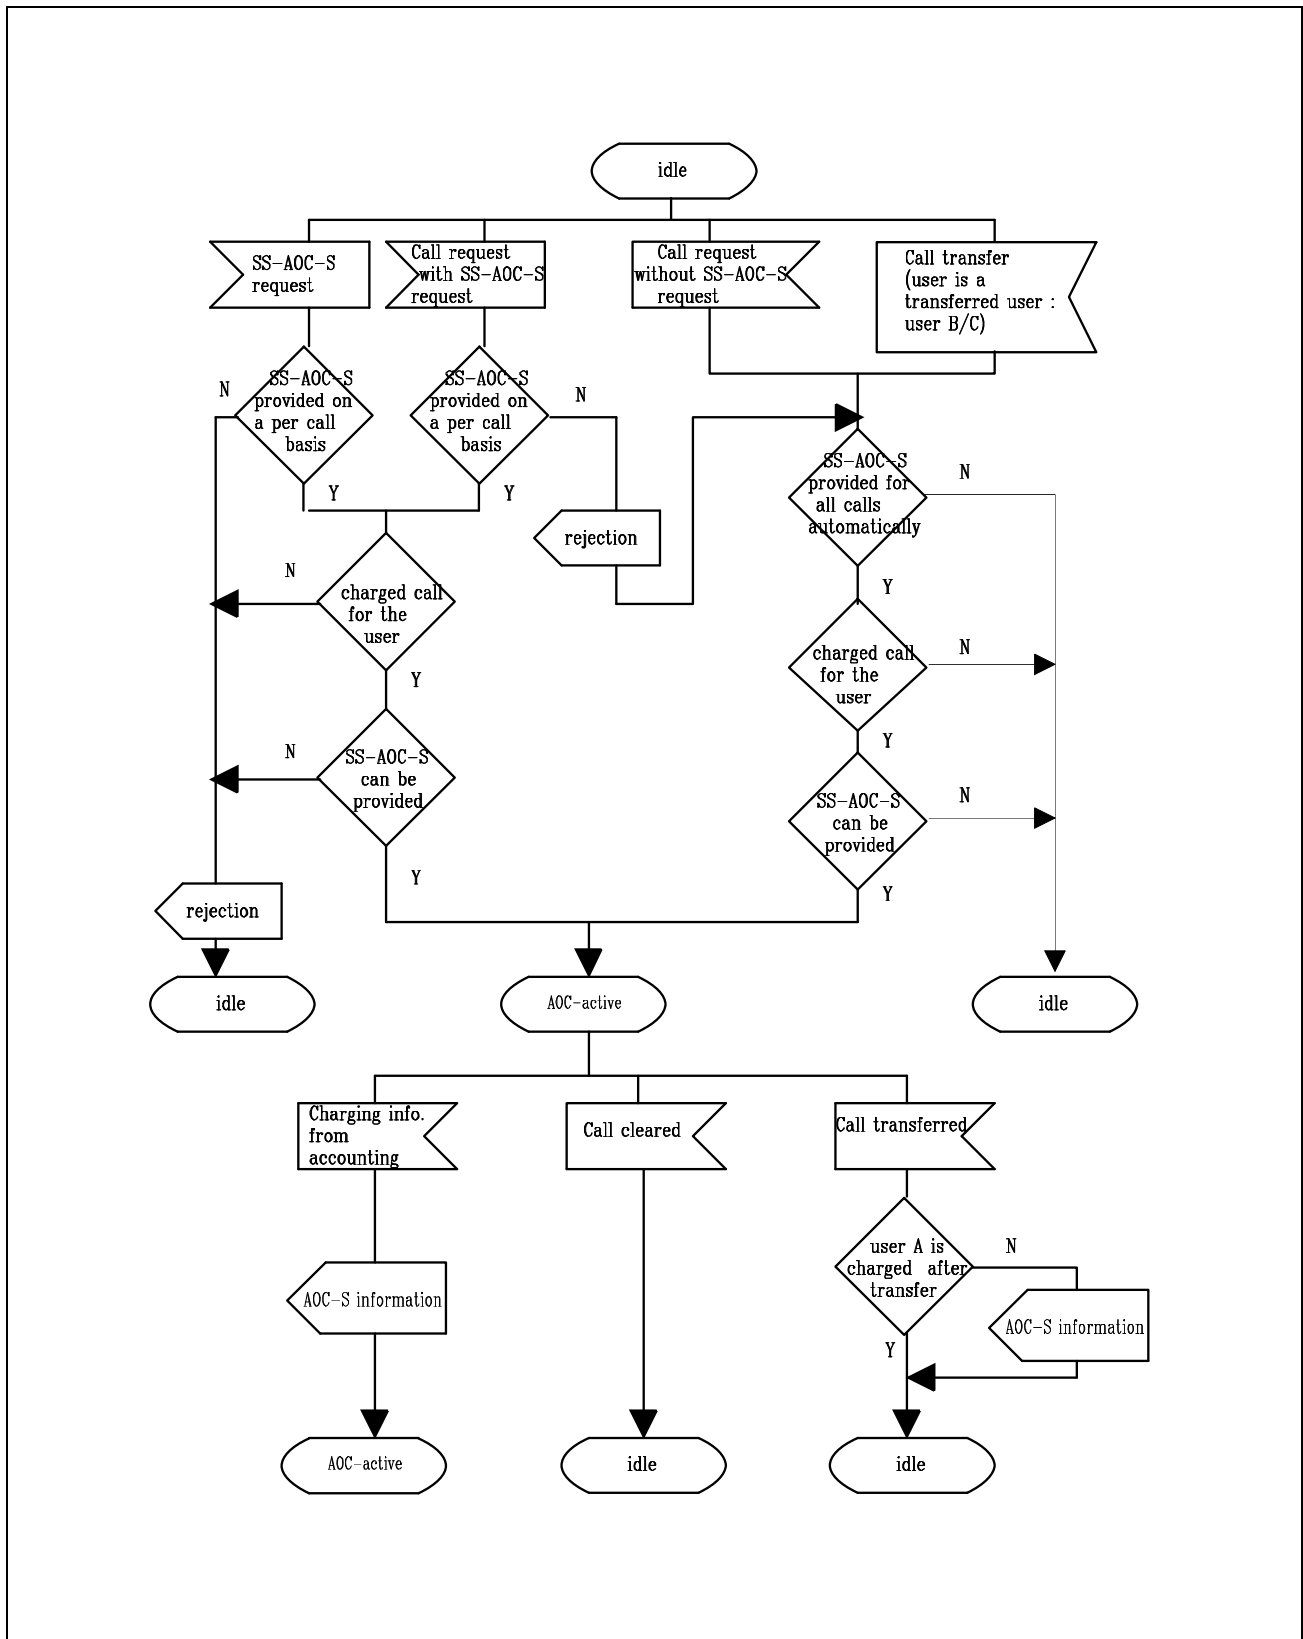 idle
SS-AOC-S
request
Call request
with SS-AOC-S
request
Call request
without SS-AOC-S
request
Call transfer
(user is a
transferred user :
user B/C)
N
SS-AOC-S
provided on
a per call
basis
Y
SS-AOC-S
provided on
a per call
basis
N
Y
rejection
SS-AOC-S
provided for
all calls
automatically
N
Y
N
charged call
for the
user
Y
charged call
for the
user
N
Y
N
SS-AOC-S
can be
provided
Y
SS-AOC-S
can be
provided
N
Y
rejection
idle
AOC-active
idle
Charging info.
from
accounting
Call cleared
Call transferred
user A is
charged after
transfer
N
Y
AOC-S information
AOC-S information
AOC-active
idle
idle